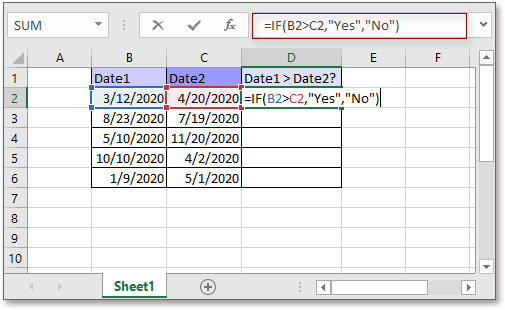 SUM fx =IF(B2>C2,"Yes","No")
A B C D E F
1 Date1 Date2 Date1 > Date2?
2 3/12/2020 4/20/2020 =IF(B2>C2,"Yes","No")
3 8/23/2020 7/19/2020
4 5/10/2020 11/20/2020
5 10/10/2020 4/2/2020
6 1/9/2020 5/1/2020
7
8
9
10
Sheet1